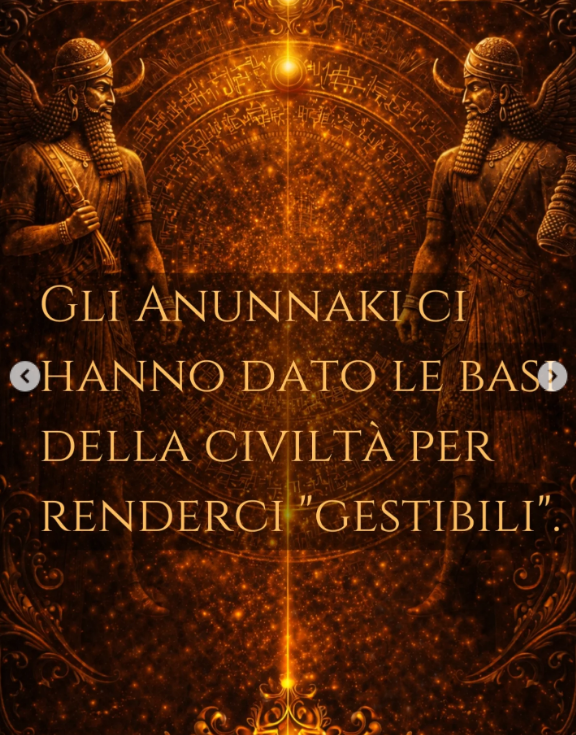 Gli Anunnaki ci
hanno dato le basi
della civiltà per
renderci "gestibili".